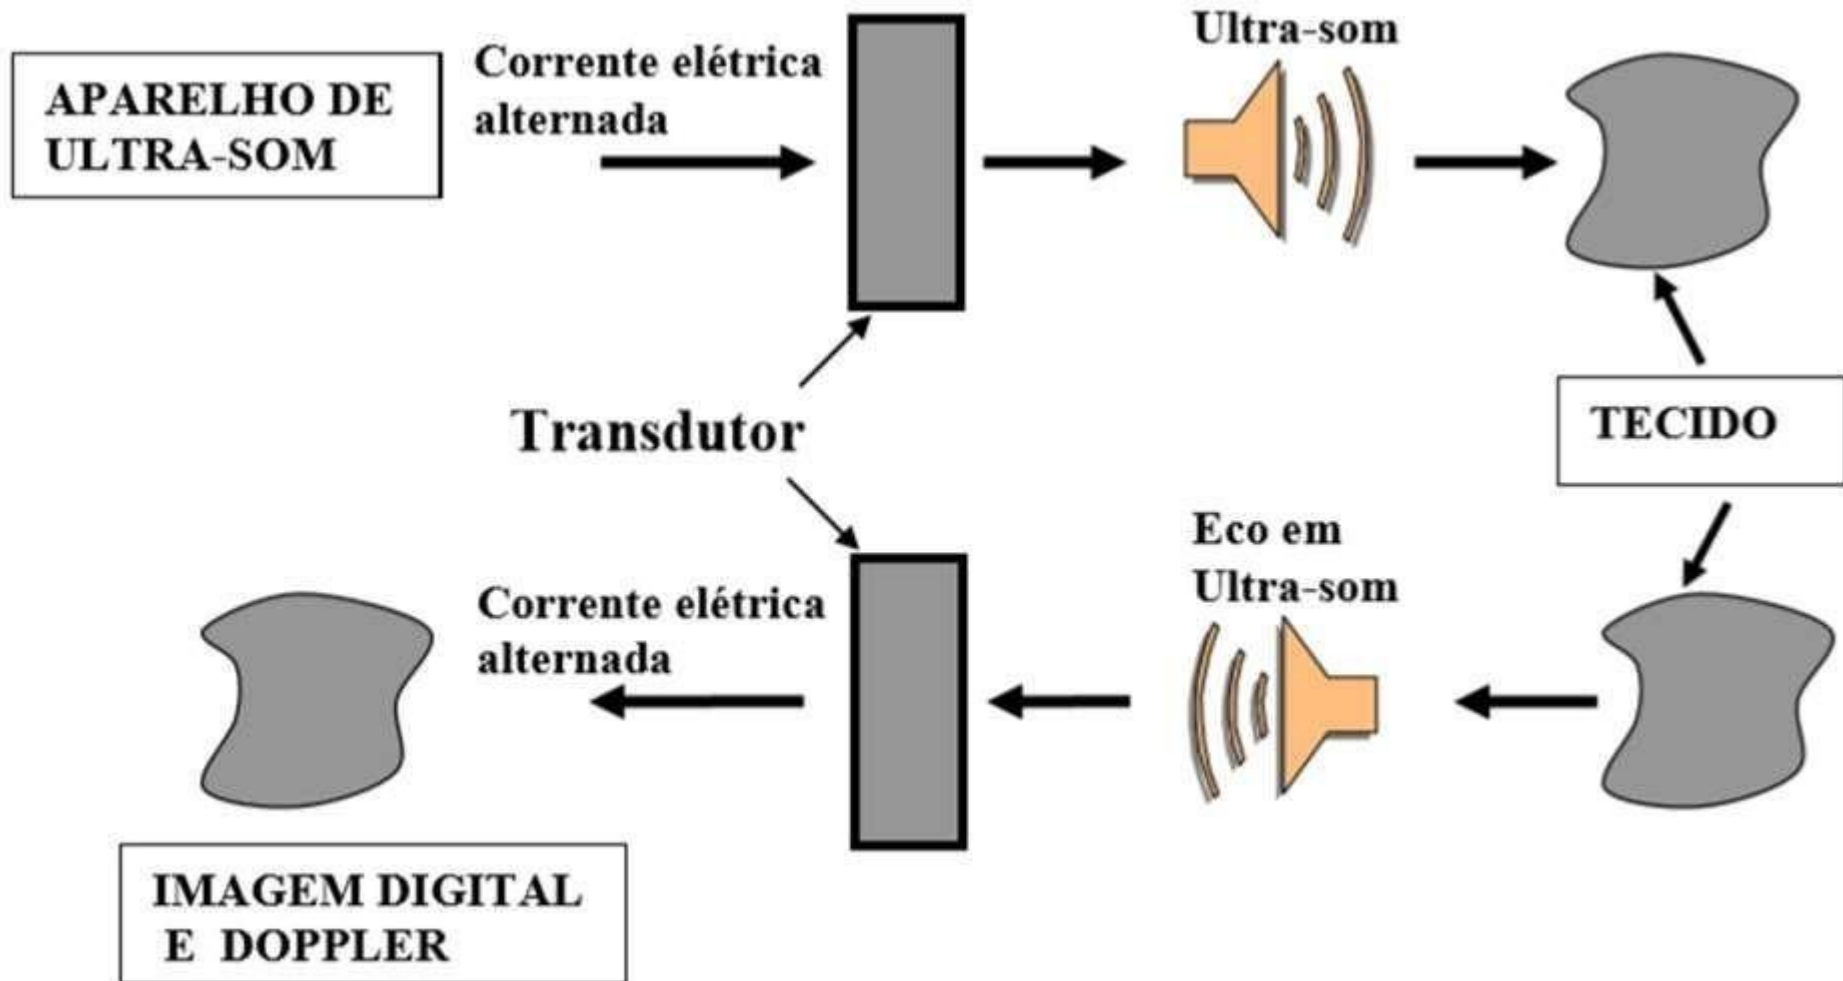 APARELHO DE
ULTRA-SOM
Corrente elétrica
alternada
Ultra-som
Transdutor
TECIDO
Eco em
Ultra-som
Corrente elétrica
alternada
IMAGEM DIGITAL
E DOPPLER